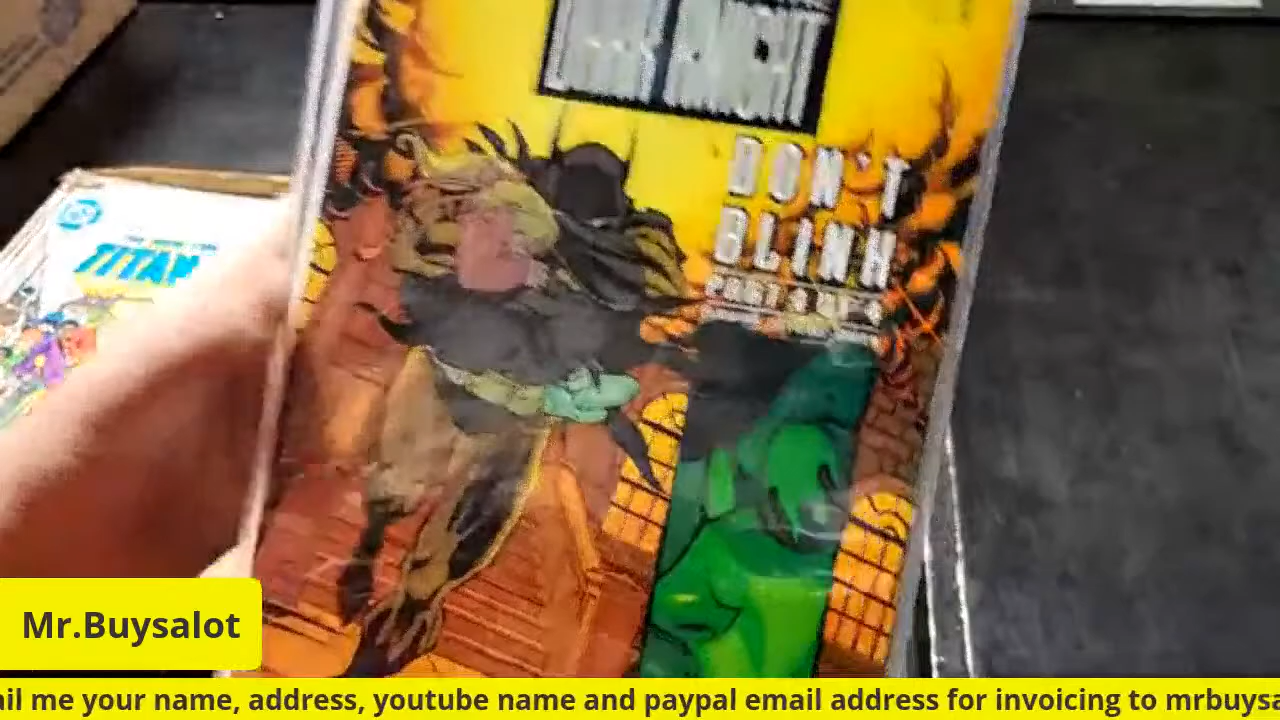 DON'T
BLINK
TITAN
Mr.Buysalot
ail me your name, address, youtube name and paypal email address for invoicing to mrbuysa